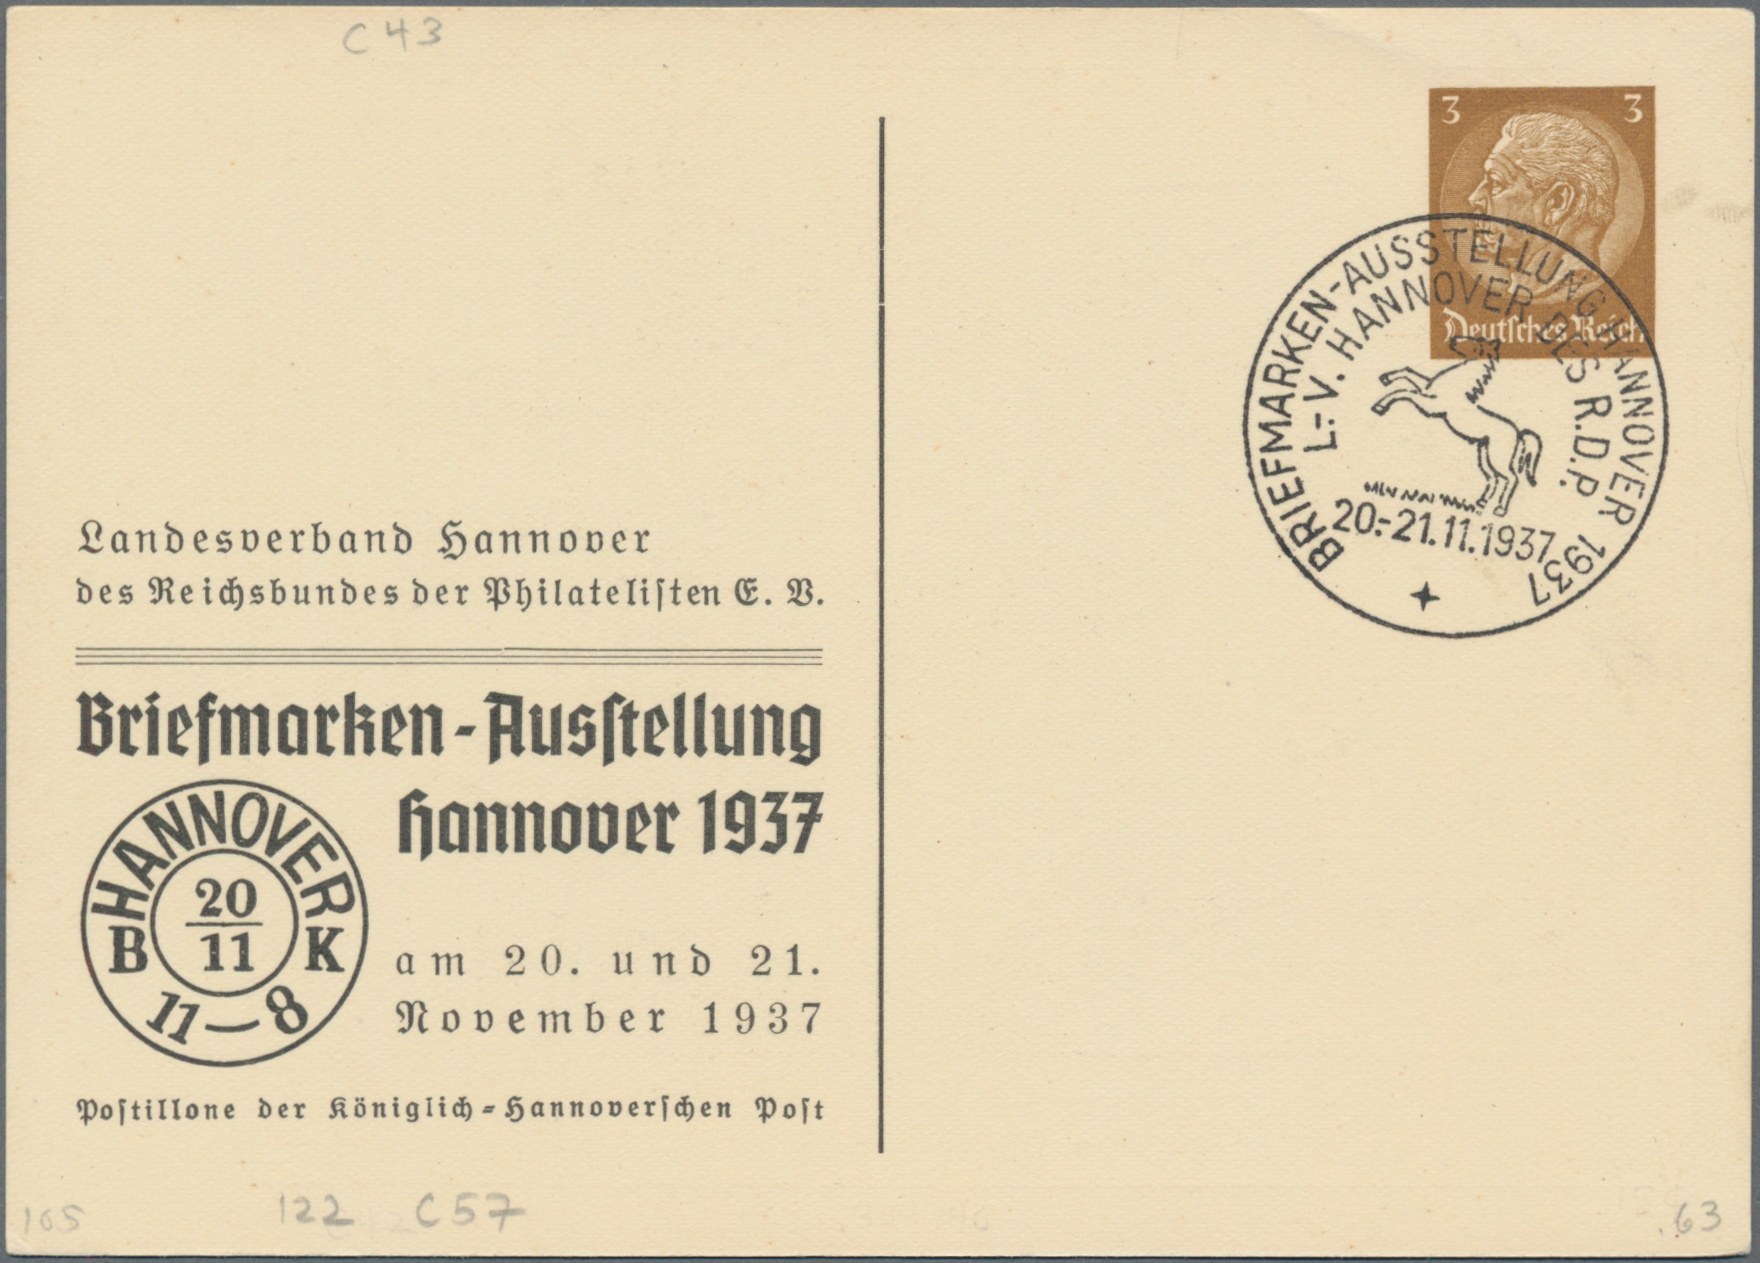 C 43
3 3
Deutsches Reich
BRIEFMARKEN-AUSSTELLUNG HANNOVER 1937
L.-V. HANNOVER DES R.D.P.
20.-21.11.1937
Landesverband Hannover
des Reichsbundes der Philatelisten E. V.
Briefmarken-Ausstellung
Hannover 1937
HANNOVER
20
11
B K
11—8
am 20. und 21.
November 1937
Postillone der Königlich-Hannoverschen Post
105 122 C 57 .63